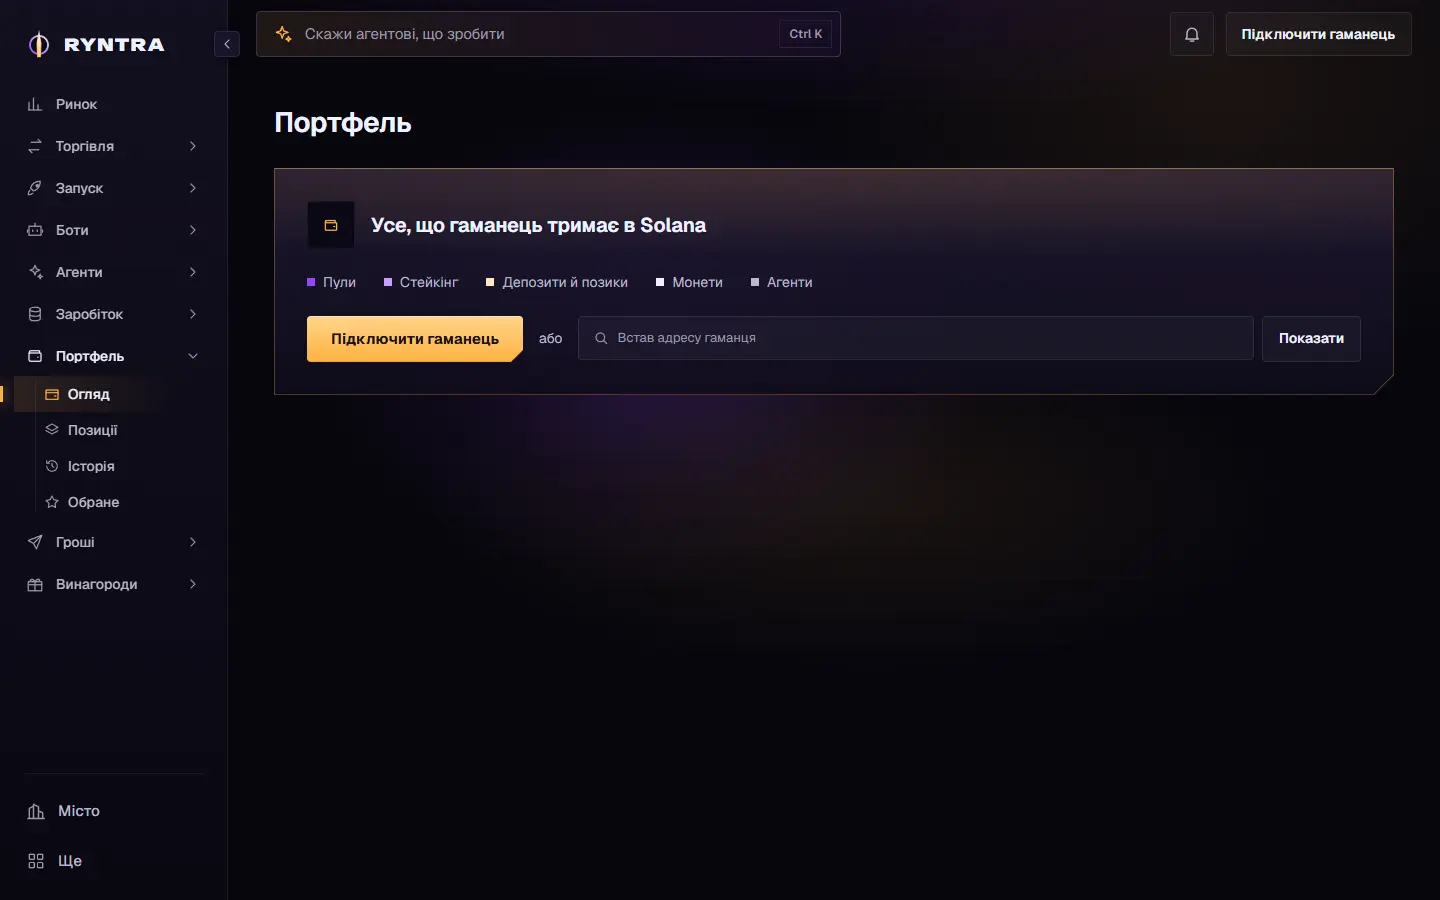 RYNTRA
Скажи агентові, що зробити
Ctrl K
Підключити гаманець
Ринок
Торгівля
Запуск
Боти
Агенти
Заробіток
Портфель
Огляд
Позиції
Історія
Обране
Гроші
Винагороди
Місто
Ще
Портфель
Усе, що гаманець тримає в Solana
Пули
Стейкінг
Депозити й позики
Монети
Агенти
Підключити гаманець
або
Встав адресу гаманця
Показати